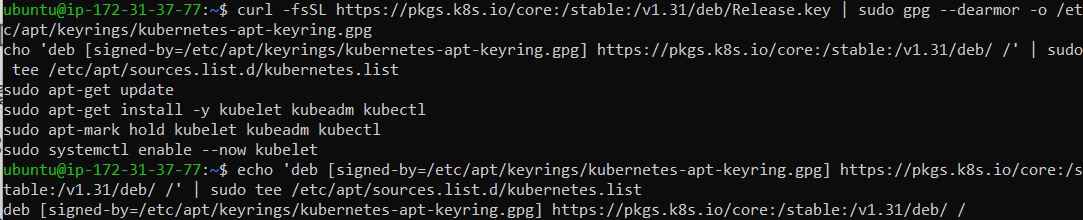 ubuntu@ip-172-31-37-77:~$ curl -fsSL https://pkgs.k8s.io/core:/stable:/v1.31/deb/Release.key | sudo gpg --dearmor -o /et
c/apt/keyrings/kubernetes-apt-keyring.gpg
cho 'deb [signed-by=/etc/apt/keyrings/kubernetes-apt-keyring.gpg] https://pkgs.k8s.io/core:/stable:/v1.31/deb/ /' | sudo
 tee /etc/apt/sources.list.d/kubernetes.list
sudo apt-get update
sudo apt-get install -y kubelet kubeadm kubectl
sudo apt-mark hold kubelet kubeadm kubectl
sudo systemctl enable --now kubelet
ubuntu@ip-172-31-37-77:~$ echo 'deb [signed-by=/etc/apt/keyrings/kubernetes-apt-keyring.gpg] https://pkgs.k8s.io/core:/s
table:/v1.31/deb/ /' | sudo tee /etc/apt/sources.list.d/kubernetes.list
deb [signed-by=/etc/apt/keyrings/kubernetes-apt-keyring.gpg] https://pkgs.k8s.io/core:/stable:/v1.31/deb/ /